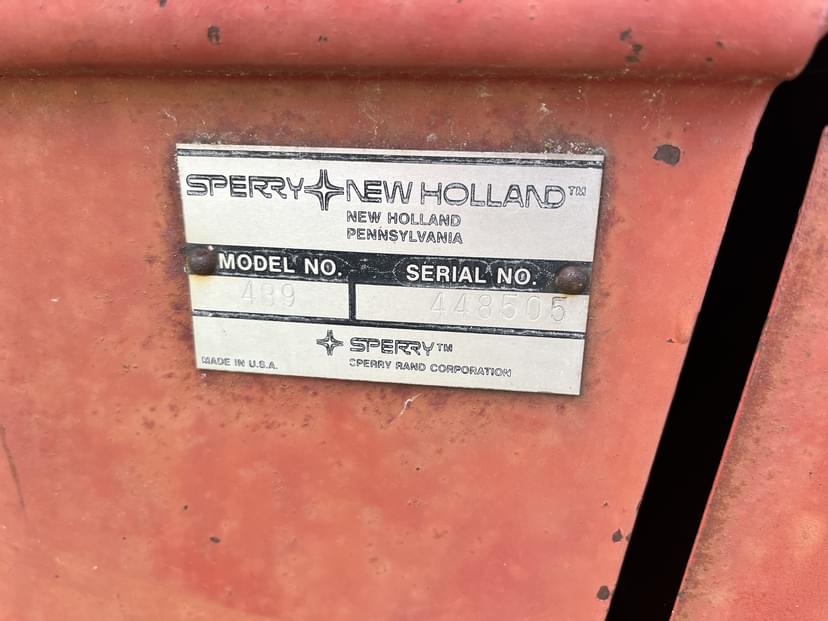 SPERRY NEW HOLLAND™
NEW HOLLAND
PENNSYLVANIA
MODEL NO. SERIAL NO.
489 448505
SPERRY™
MADE IN U.S.A. SPERRY RAND CORPORATION